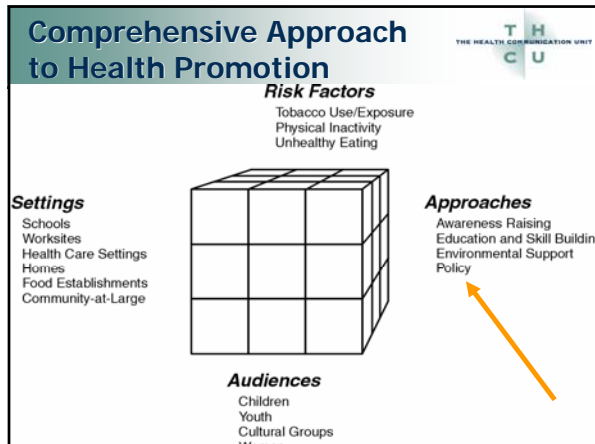 Comprehensive Approach
to Health Promotion
T H
THE HEALTH COMMUNICATION UNIT
C U
Risk Factors
Tobacco Use/Exposure
Physical Inactivity
Unhealthy Eating
Settings
Schools
Worksites
Health Care Settings
Homes
Food Establishments
Community-at-Large
Approaches
Awareness Raising
Education and Skill Buildin
Environmental Support
Policy
Audiences
Children
Youth
Cultural Groups